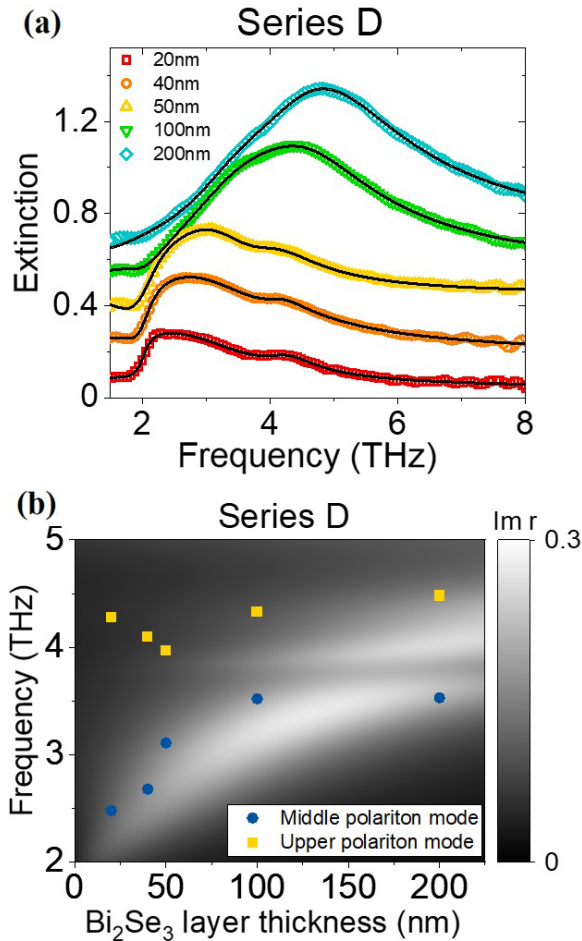 (a)
Series D
20nm
40nm
50nm
100nm
200nm
Extinction
1.2
0.8
0.4
0
2
4
6
8
Frequency (THz)
(b)
Series D
Im r
0.3
0
Frequency (THz)
5
4
3
2
Middle polariton mode
Upper polariton mode
0
50
100
150
200
Bi₂Se₃ layer thickness (nm)